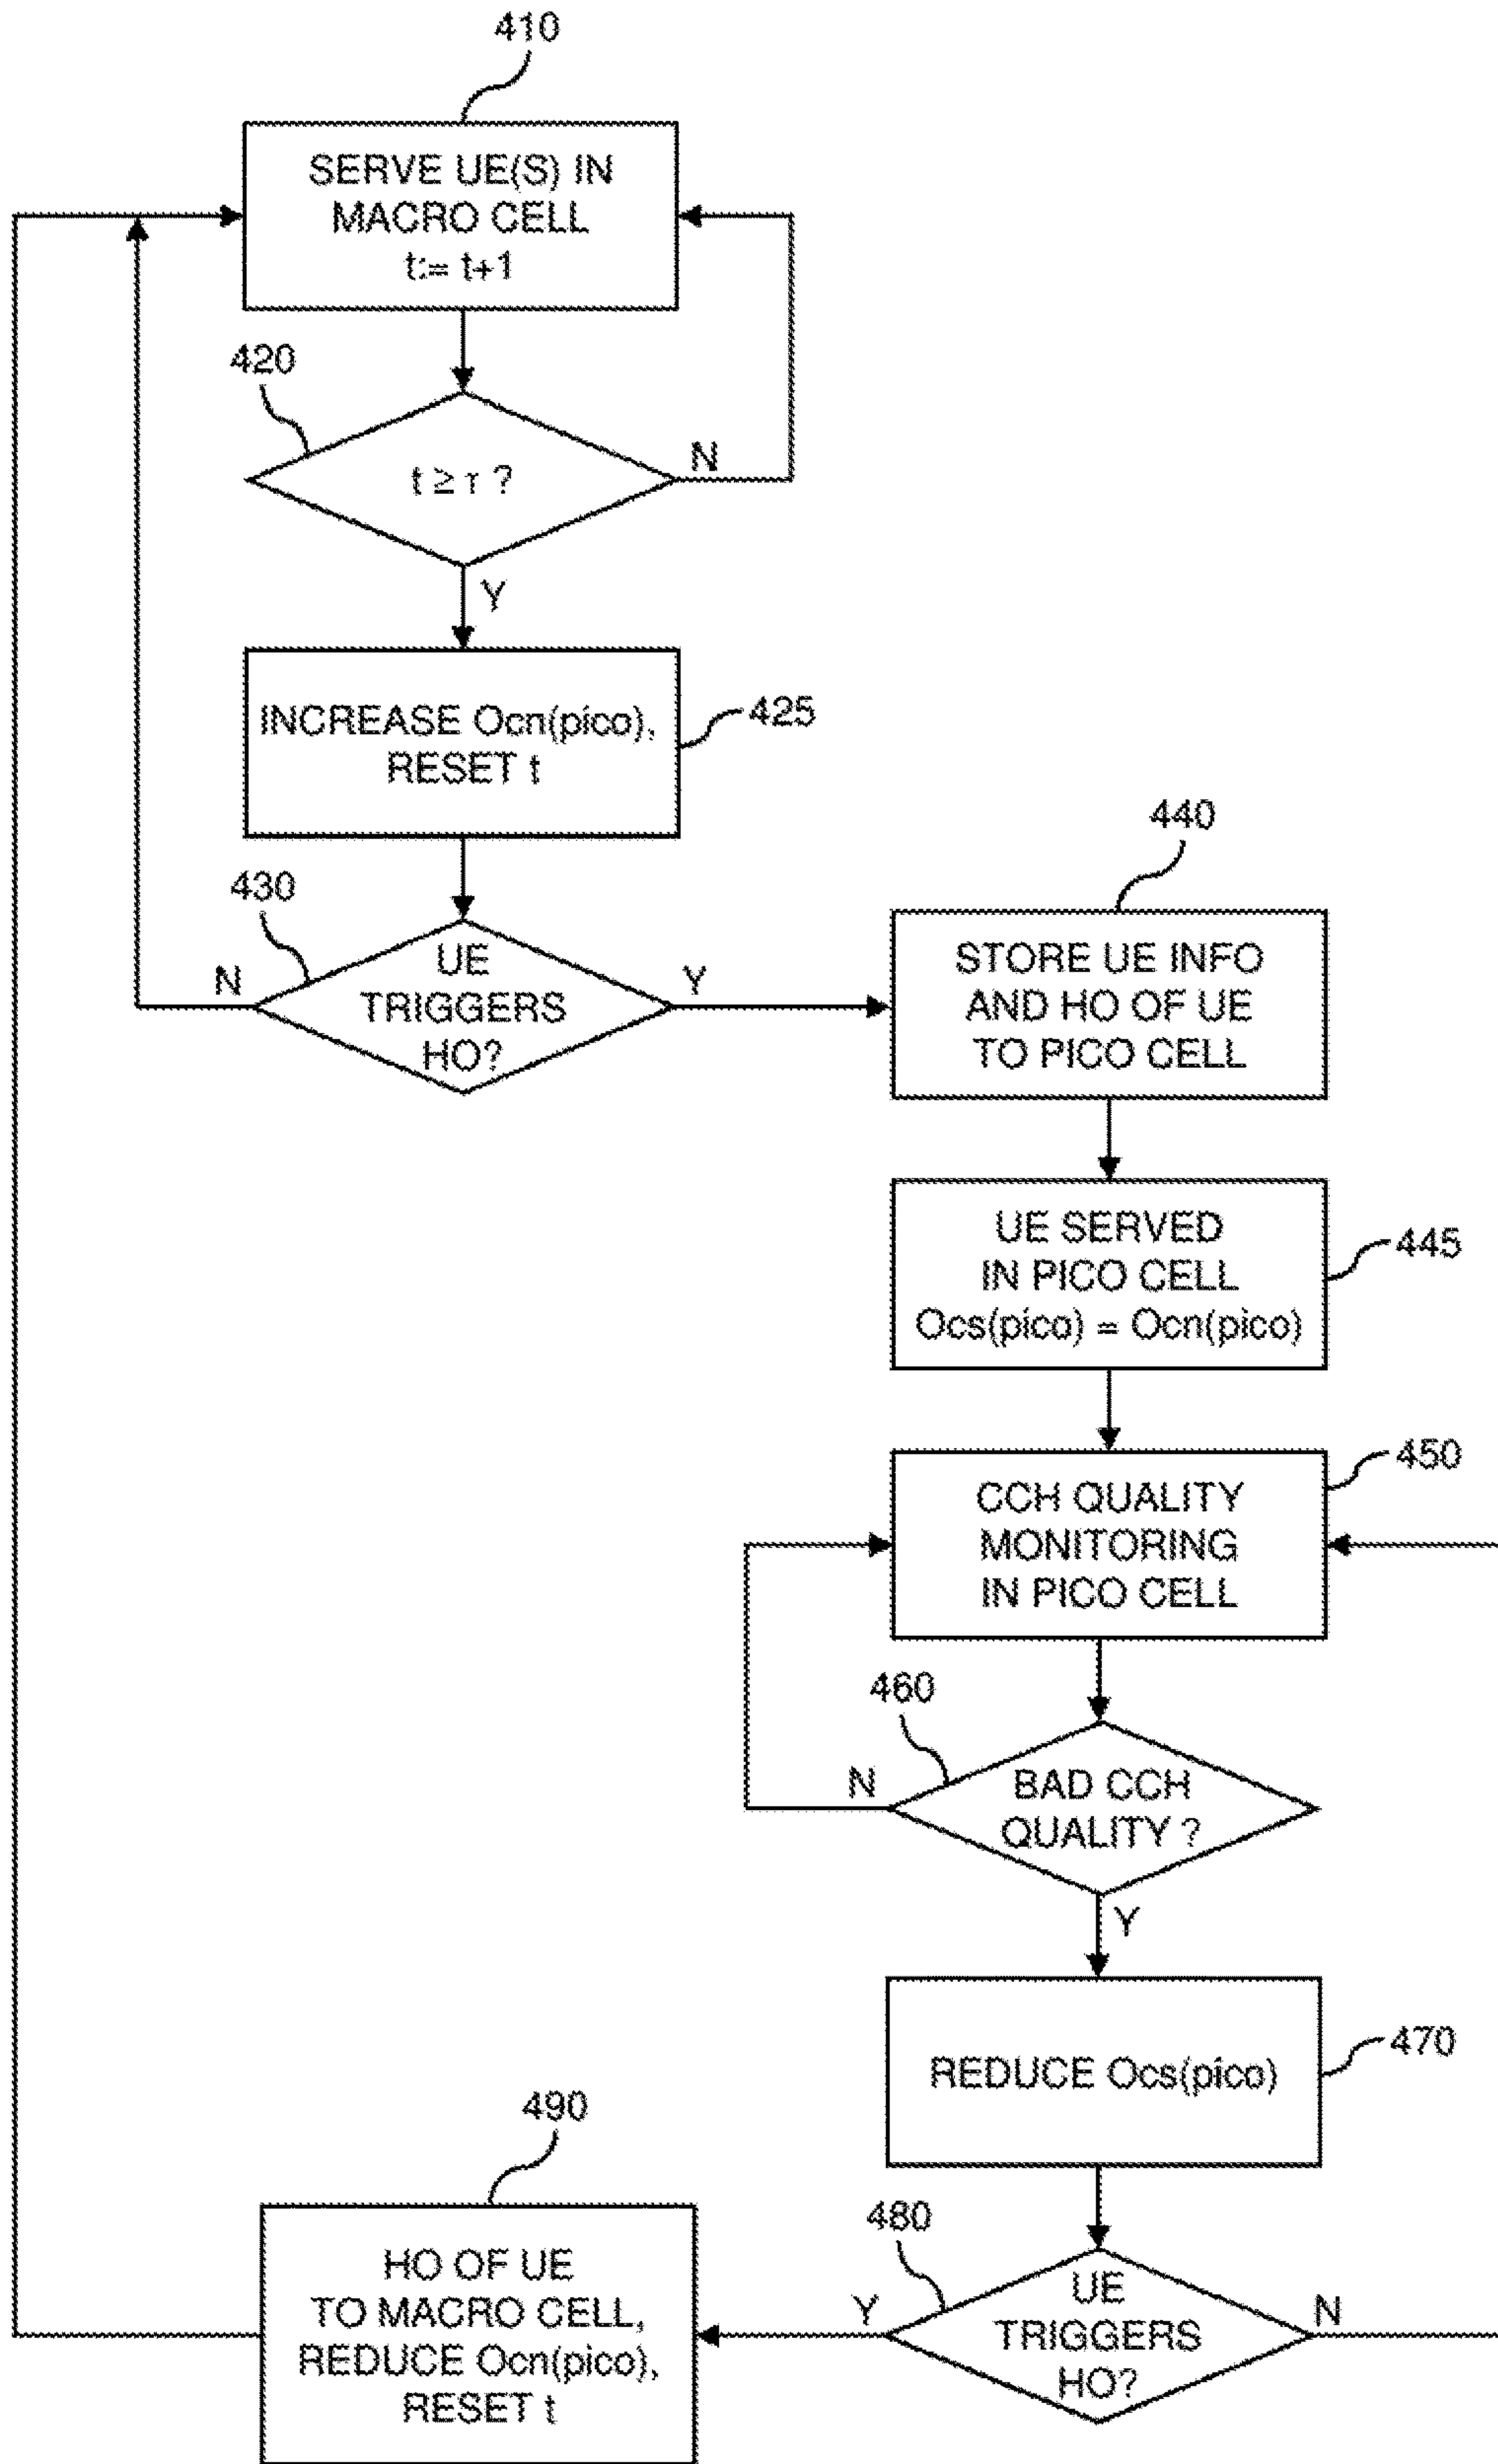 410
SERVE UE(S) IN
MACRO CELL
t:= t+1
420
t ≥ r ?
N
Y
INCREASE Ocn(pico),
RESET t
425
430
UE
TRIGGERS
HO?
N
Y
440
STORE UE INFO
AND HO OF UE
TO PICO CELL
UE SERVED
IN PICO CELL
Ocs(pico) = Ocn(pico)
445
CCH QUALITY
MONITORING
IN PICO CELL
450
460
BAD CCH
QUALITY ?
N
Y
REDUCE Ocs(pico)
470
480
UE
TRIGGERS
HO?
Y
N
490
HO OF UE
TO MACRO CELL,
REDUCE Ocn(pico),
RESET t